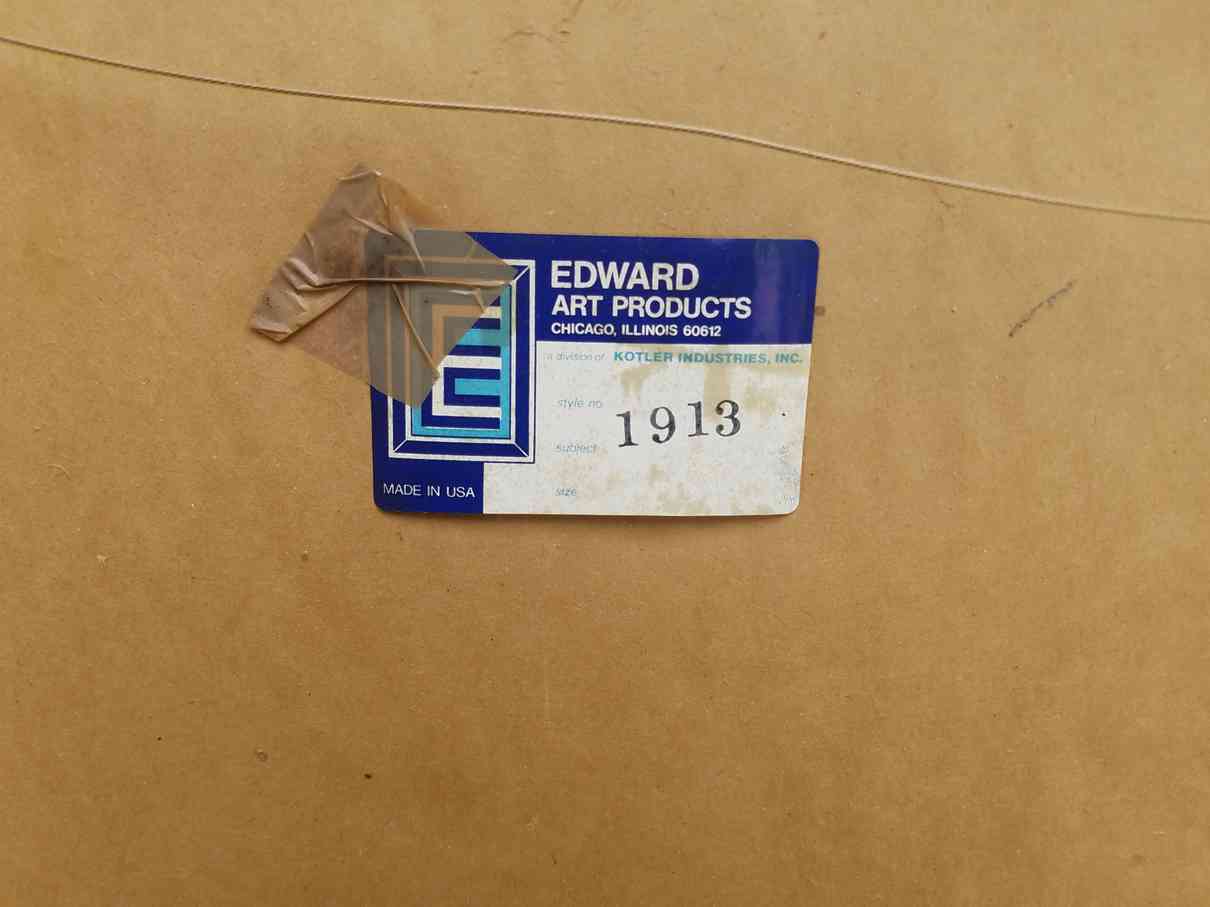 EDWARD
ART PRODUCTS
CHICAGO, ILLINOIS 60612
a division of KOTLER INDUSTRIES, INC.
style no.
1913
subject
size
MADE IN USA